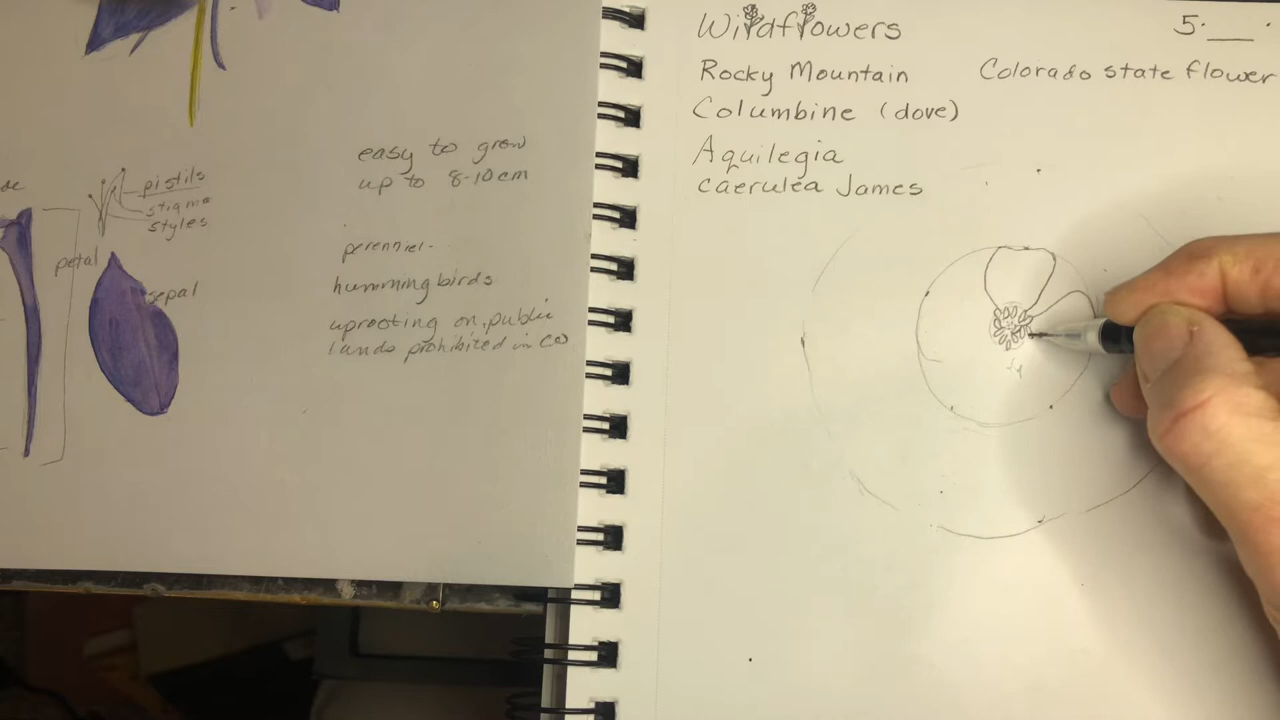 pistils
stigma
styles
petal
sepal
easy to grow
up to 8-10cm
perenniel-
hummingbirds
uprooting on public
lands prohibited in CO
Wildflowers
5.
Rocky Mountain
Colorado state flower
Columbine (dove)
Aquilegia
caerulea James